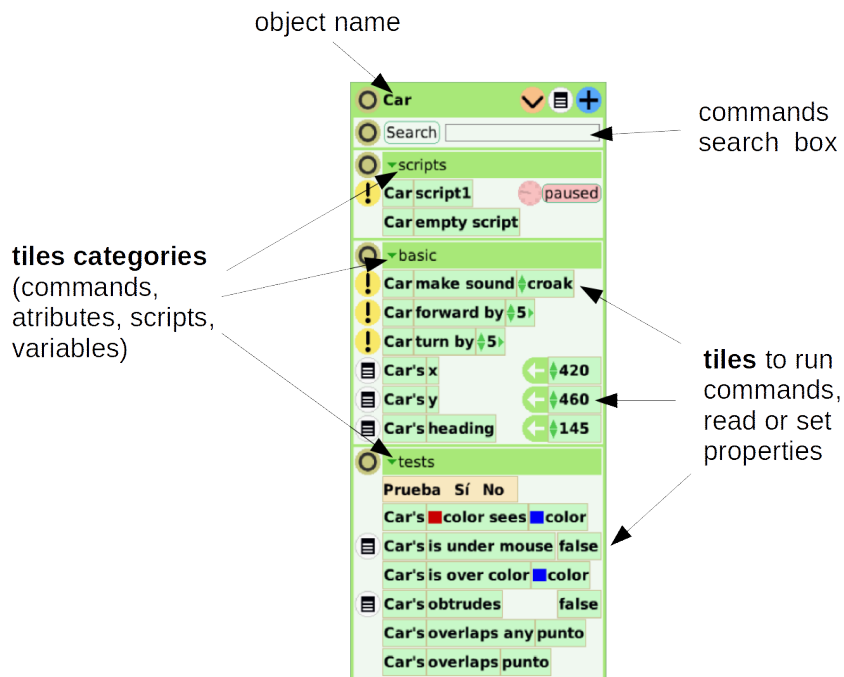 object name
Car
commands
search box
Search
scripts
Car script1 paused
Car empty script
tiles categories
(commands,
atributes, scripts,
variables)
basic
Car make sound croak
Car forward by 5
Car turn by 5
Car's x 420
Car's y 460
Car's heading 145
tiles to run
commands,
read or set
properties
tests
Prueba Sí No
Car's color sees color
Car's is under mouse false
Car's is over color color
Car's obtrudes false
Car's overlaps any punto
Car's overlaps punto